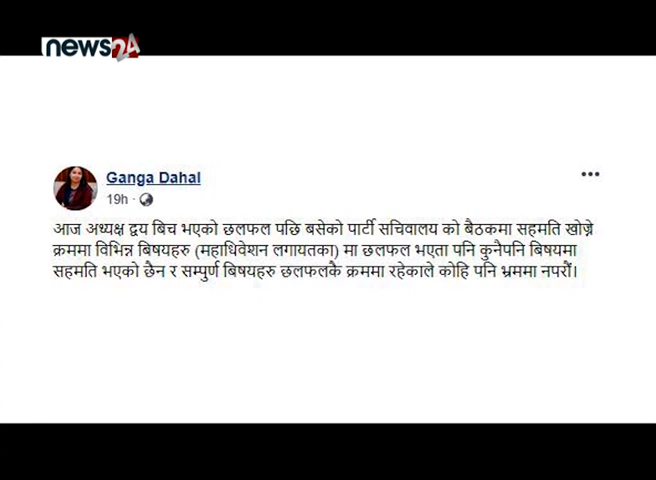 news24
Ganga Dahal
19h ·
आज अध्यक्ष द्वय बिच भएको छलफल पछि बसेको पार्टी सचिवालय को बैठकमा सहमति खोज्ने
क्रममा विभिन्न बिषयहरु (महाधिवेशन लगायतका) मा छलफल भएता पनि कुनैपनि बिषयमा
सहमति भएको छैन र सम्पुर्ण बिषयहरु छलफलकै क्रममा रहेकाले कोहि पनि भ्रममा नपरौं।